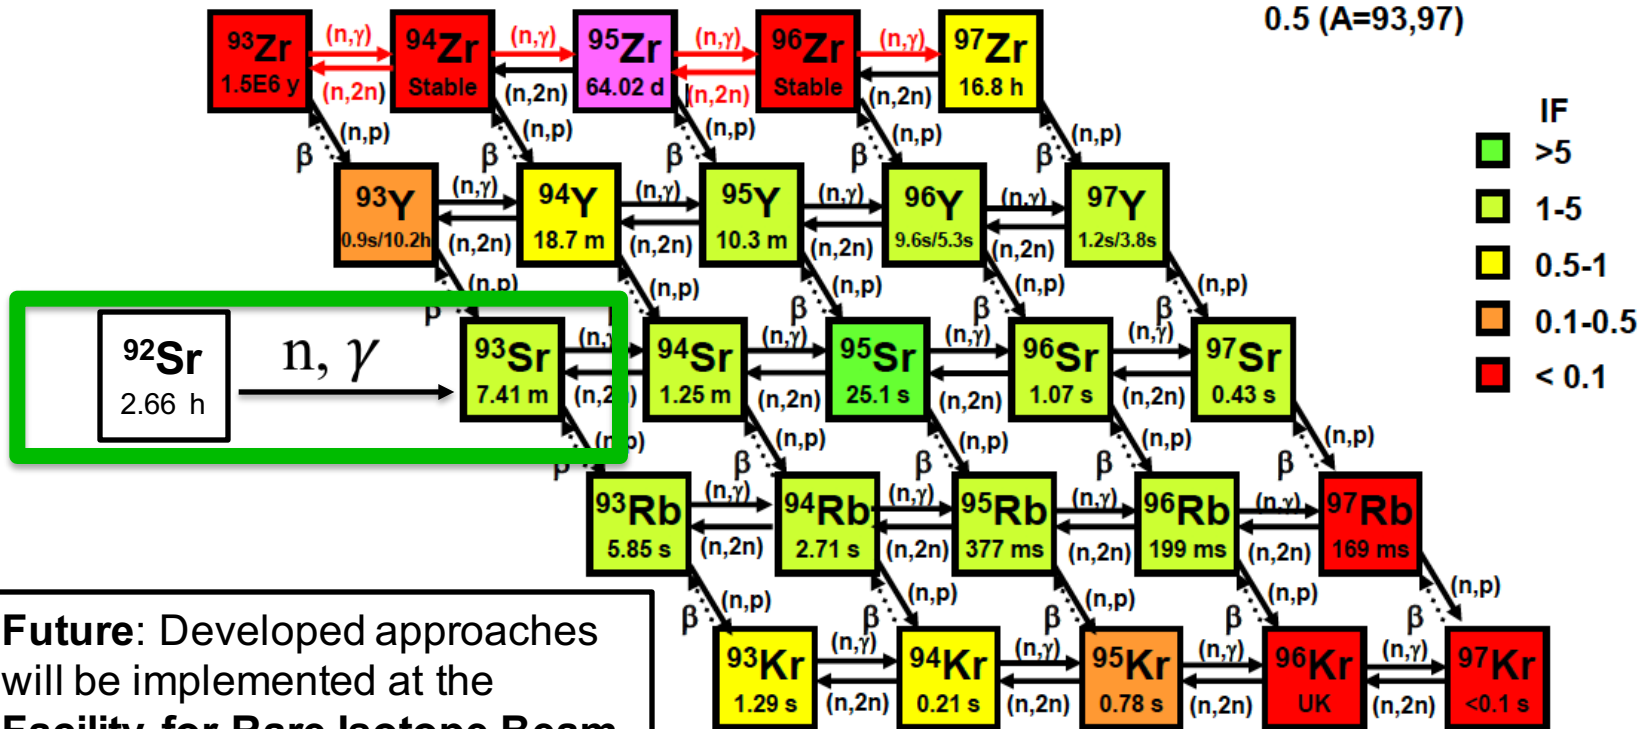 0.5 (A=93,97)
93Zr (n,γ) 94Zr (n,γ) 95Zr (n,γ) 96Zr (n,γ) 97Zr
1.5E6 y (n,2n) Stable (n,2n) 64.02 d (n,2n) Stable (n,2n) 16.8 h
β (n,p) β (n,p) β (n,p) β (n,p) β (n,p)
93Y (n,γ) 94Y (n,γ) 95Y (n,γ) 96Y (n,γ) 97Y
0.9s/10.2h (n,2n) 18.7 m (n,2n) 10.3 m (n,2n) 9.6s/5.3s (n,2n) 1.2s/3.8s
β (n,p) (n,p) β (n,p) β (n,p) β (n,p)
92Sr n, γ 93Sr (n,γ) 94Sr (n,γ) 95Sr (n,γ) 96Sr (n,γ) 97Sr
2.66 h 7.41 m (n,2n) 1.25 m (n,2n) 25.1 s (n,2n) 1.07 s (n,2n) 0.43 s
β (n,p) β (n,p) β (n,p) β (n,p) β (n,p)
93Rb (n,γ) 94Rb (n,γ) 95Rb (n,γ) 96Rb (n,γ) 97Rb
5.85 s (n,2n) 2.71 s (n,2n) 377 ms (n,2n) 199 ms (n,2n) 169 ms
β (n,p) β (n,p) β (n,p) β (n,p) β (n,p)
93Kr (n,γ) 94Kr (n,γ) 95Kr (n,γ) 96Kr (n,γ) 97Kr
1.29 s (n,2n) 0.21 s (n,2n) 0.78 s (n,2n) UK (n,2n) <0.1 s
IF
>5
1-5
0.5-1
0.1-0.5
< 0.1
Future: Developed approaches
will be implemented at the
Facility for Rare Isotope Beam